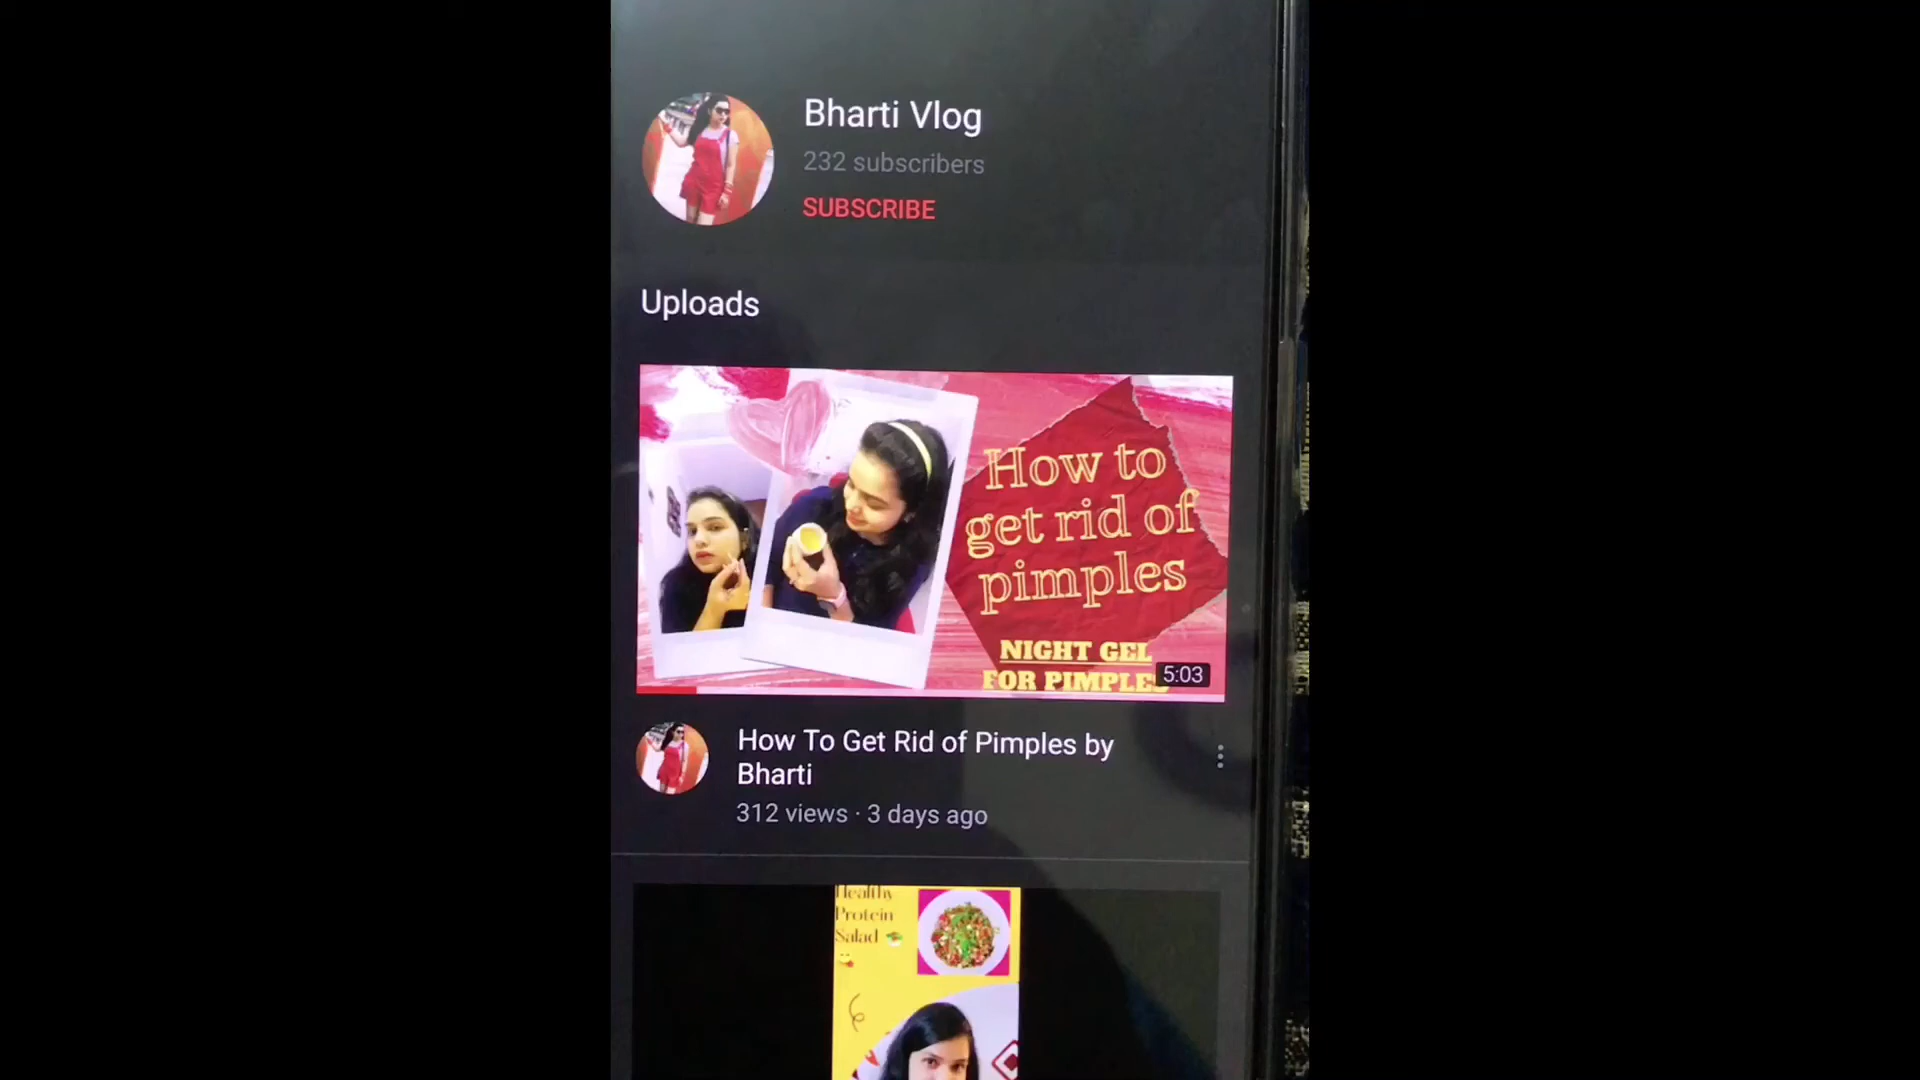 Bharti Vlog
232 subscribers
SUBSCRIBE
Uploads
How to
get rid of
pimples
NIGHT GEL
FOR PIMPLES
5:03
How To Get Rid of Pimples by
Bharti
312 views · 3 days ago
Healthy
Protein
Salad